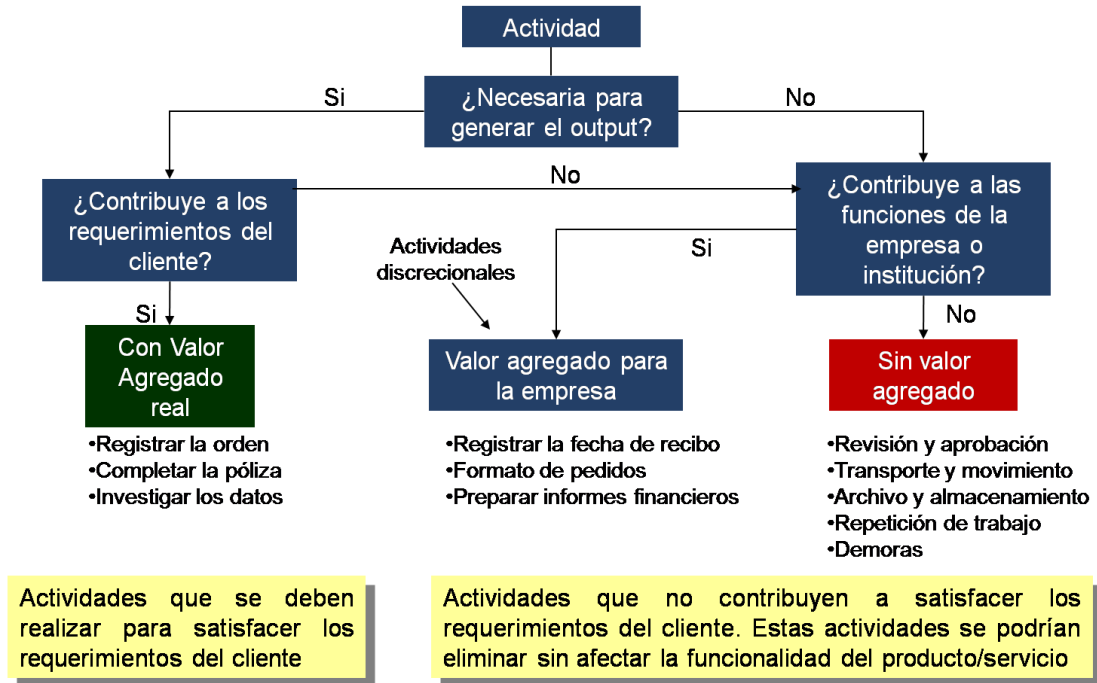 Actividad
¿Necesaria para
generar el output?
Si
No
¿Contribuye a los
requerimientos del
cliente?
No
¿Contribuye a las
funciones de la
empresa o
institución?
Si
Actividades
discrecionales
Si
No
Con Valor
Agregado
real
Valor agregado para
la empresa
Sin valor
agregado
•Registrar la orden
•Completar la póliza
•Investigar los datos
•Registrar la fecha de recibo
•Formato de pedidos
•Preparar informes financieros
•Revisión y aprobación
•Transporte y movimiento
•Archivo y almacenamiento
•Repetición de trabajo
•Demoras
Actividades que se deben
realizar para satisfacer los
requerimientos del cliente
Actividades que no contribuyen a satisfacer los
requerimientos del cliente. Estas actividades se podrían
eliminar sin afectar la funcionalidad del producto/servicio